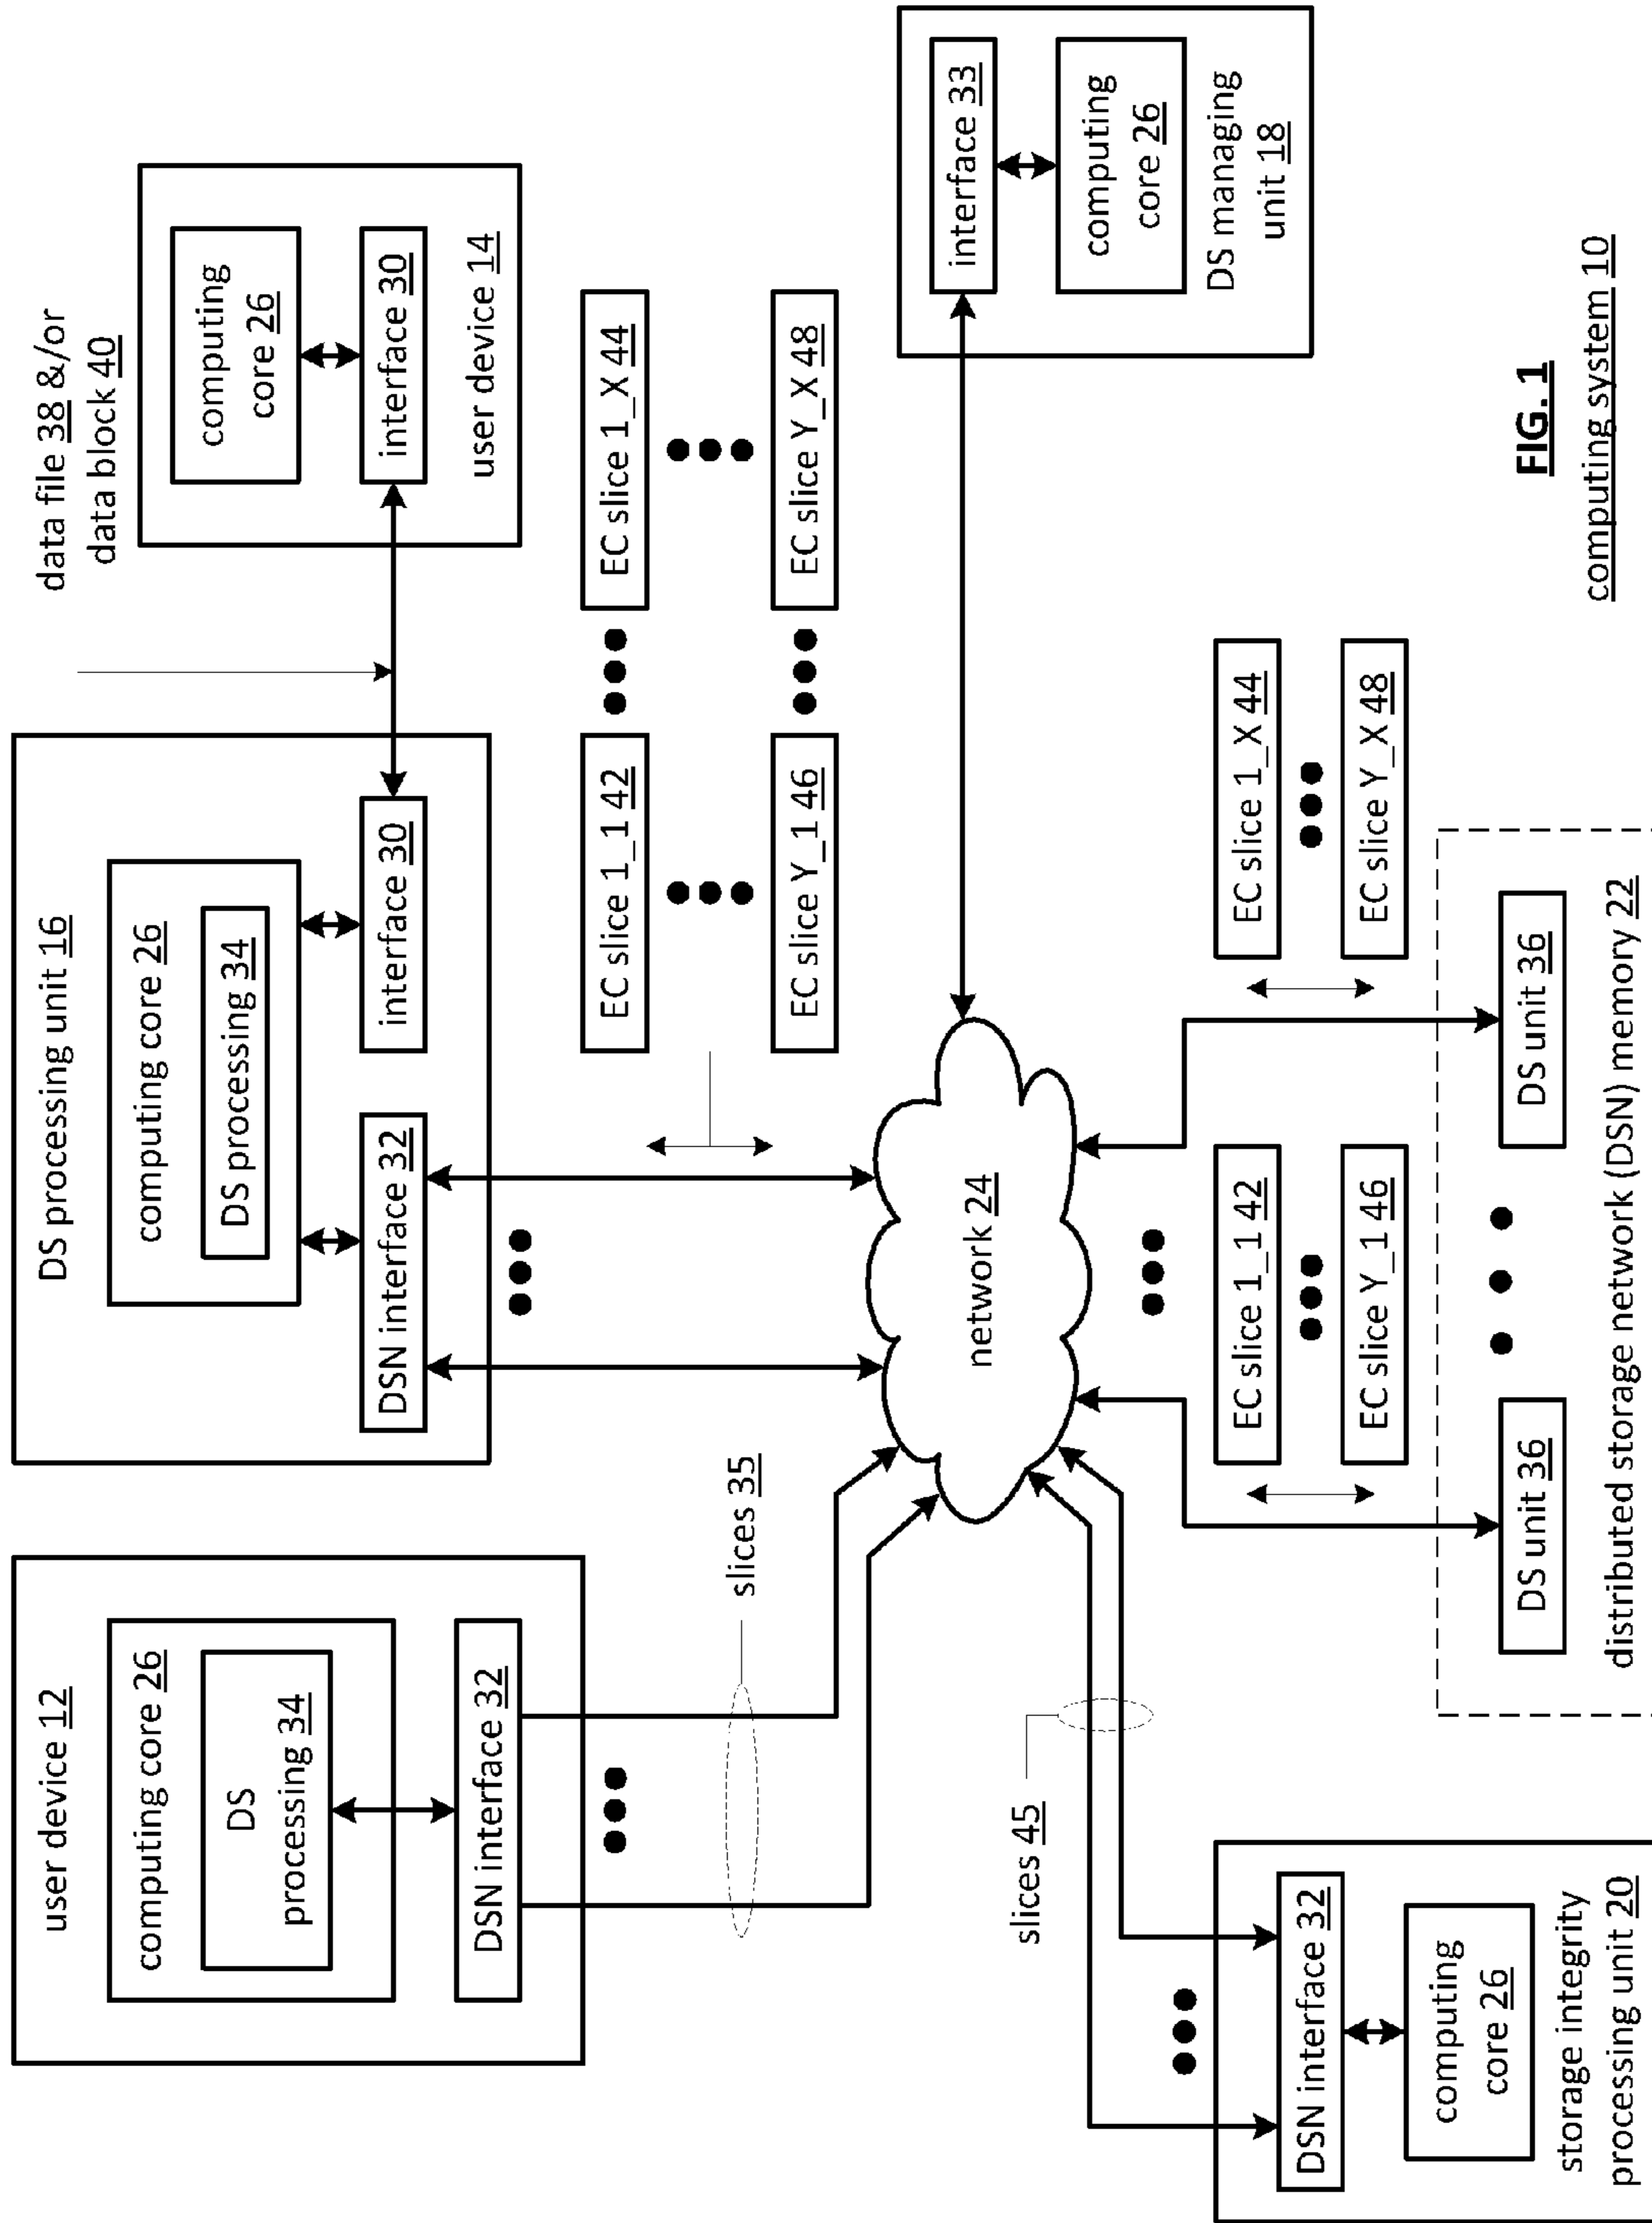 user device 12
computing core 26
DS
processing 34
DSN interface 32
slices 35
DS processing unit 16
computing core 26
DS processing 34
DSN interface 32
interface 30
data file 38 &/or
data block 40
computing
core 26
interface 30
user device 14
EC slice 1_1 42
EC slice 1_X 44
EC slice Y_1 46
EC slice Y_X 48
network 24
interface 33
computing
core 26
DS managing
unit 18
slices 45
DSN interface 32
computing
core 26
storage integrity
processing unit 20
EC slice 1_1 42
EC slice Y_1 46
EC slice 1_X 44
EC slice Y_X 48
DS unit 36
DS unit 36
distributed storage network (DSN) memory 22
FIG. 1
computing system 10